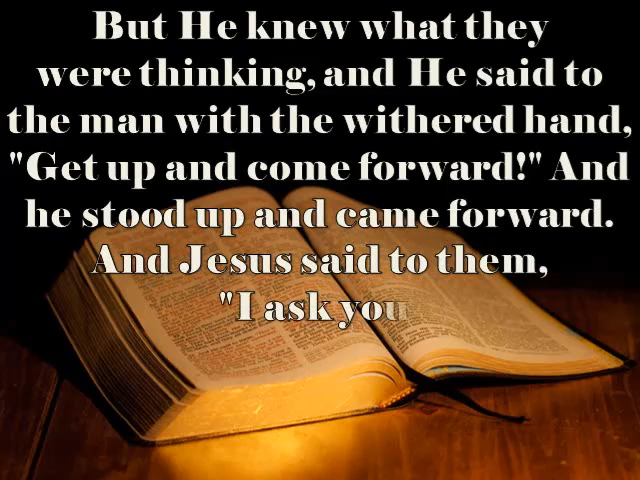 But He knew what they
were thinking, and He said to
the man with the withered hand,
"Get up and come forward!" And
he stood up and came forward.
And Jesus said to them,
"I ask you